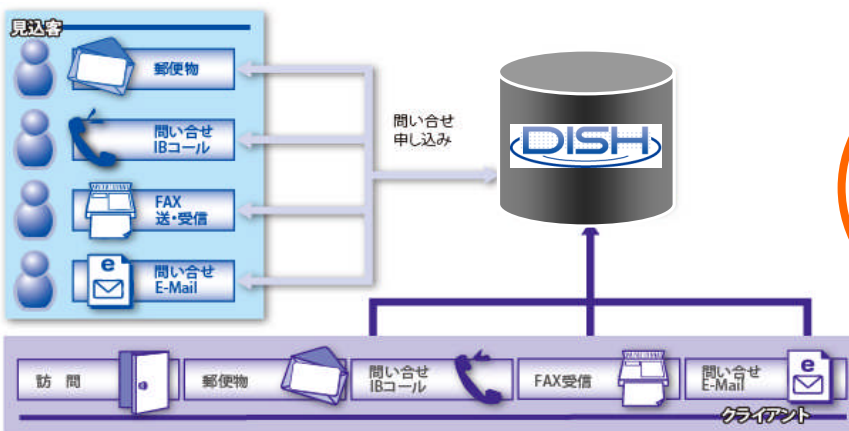 見込客
郵便物
問い合せ
IBコール
FAX
送・受信
問い合せ
E-Mail
問い合せ
申し込み
DISH
訪 問
郵便物
問い合せ
IBコール
FAX受信
問い合せ
E-Mail
クライアント